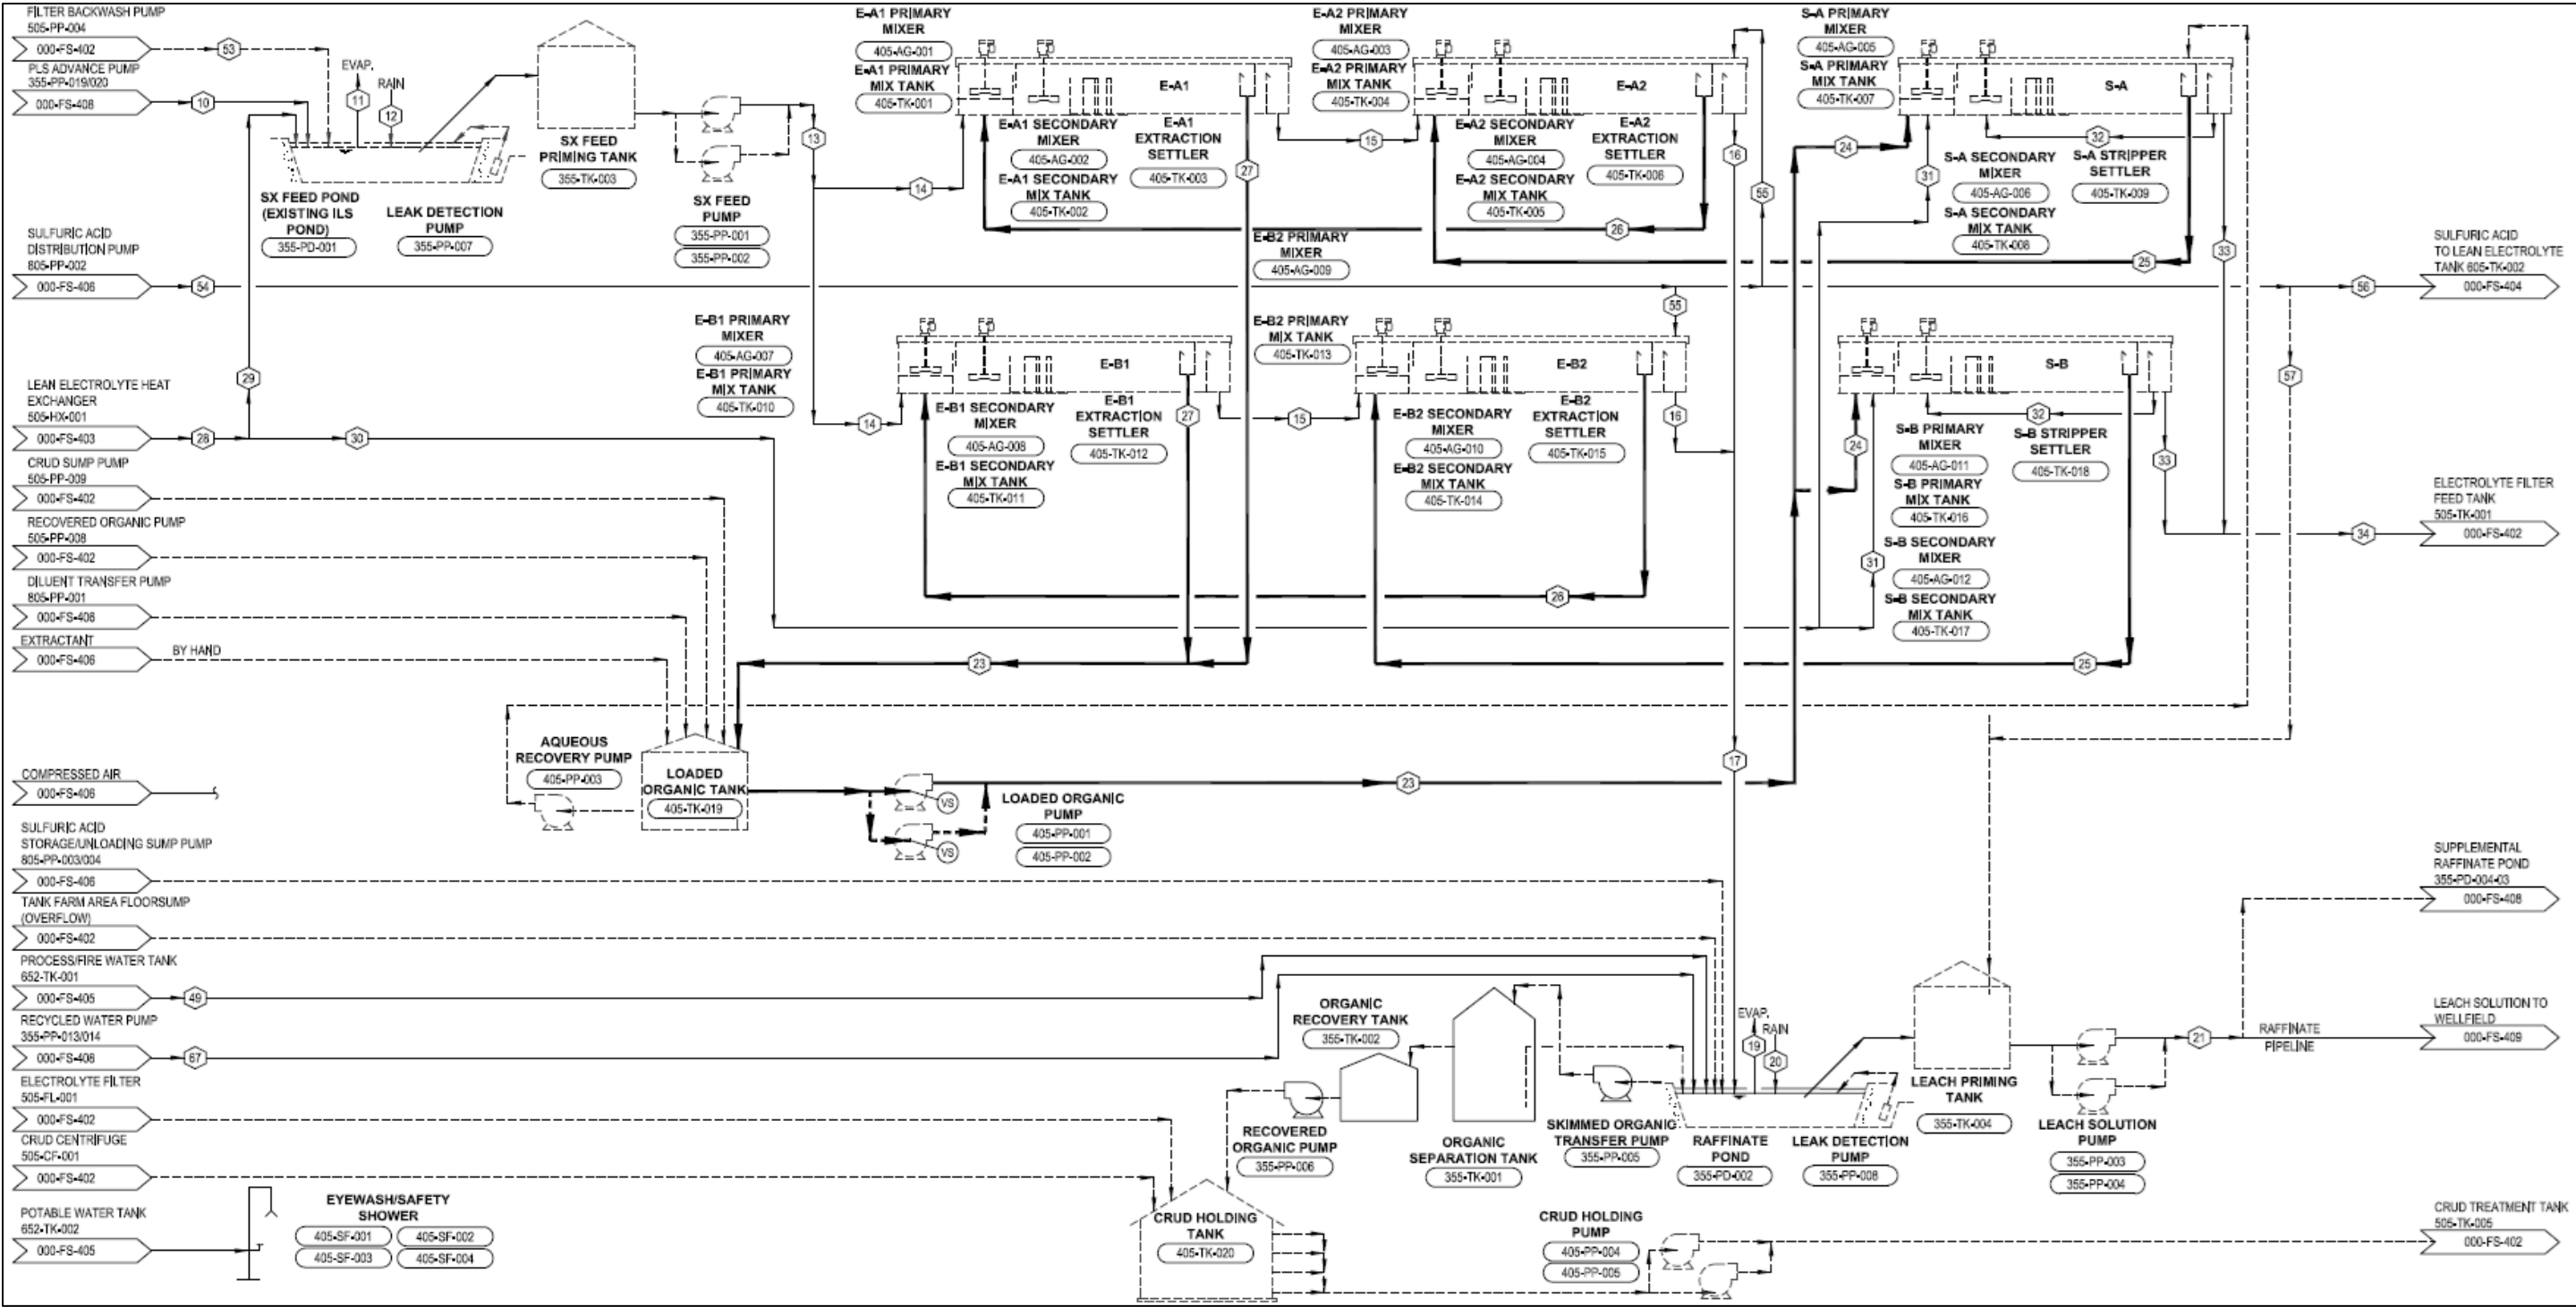 FILTER BACKWASH PUMP
505-PP-004
000-FS-402
53
PLS ADVANCE PUMP
355-PP-019/020
000-FS-408
10
EVAP.
11
RAIN
12
SX FEED POND
(EXISTING ILS
POND)
355-PD-001
LEAK DETECTION
PUMP
355-PP-007
SX FEED
PRIMING TANK
355-TK-003
SX FEED
PUMP
355-PP-001
355-PP-002
13
14
E-A1 PRIMARY
MIXER
405-AG-001
E-A1 PRIMARY
MIX TANK
405-TK-001
E-A1
E-A1 SECONDARY
MIXER
405-AG-002
E-A1 SECONDARY
MIX TANK
405-TK-002
E-A1
EXTRACTION
SETTLER
405-TK-003
27
15
E-A2 PRIMARY
MIXER
405-AG-003
E-A2 PRIMARY
MIX TANK
405-TK-004
E-A2
E-A2 SECONDARY
MIXER
405-AG-004
E-A2 SECONDARY
MIX TANK
405-TK-005
E-A2
EXTRACTION
SETTLER
405-TK-006
16
55
26
S-A PRIMARY
MIXER
405-AG-005
S-A PRIMARY
MIX TANK
405-TK-007
S-A
24
31
32
S-A SECONDARY
MIXER
405-AG-006
S-A SECONDARY
MIX TANK
405-TK-008
S-A STRIPPER
SETTLER
405-TK-009
33
25
SULFURIC ACID
DISTRIBUTION PUMP
805-PP-002
000-FS-406
54
SULFURIC ACID
TO LEAN ELECTROLYTE
TANK 605-TK-002
000-FS-404
56
57
E-B2 PRIMARY
MIXER
405-AG-009
55
E-B1 PRIMARY
MIXER
405-AG-007
E-B1 PRIMARY
MIX TANK
405-TK-010
E-B1
14
E-B1 SECONDARY
MIXER
405-AG-008
E-B1 SECONDARY
MIX TANK
405-TK-011
E-B1
EXTRACTION
SETTLER
405-TK-012
27
15
E-B2 PRIMARY
MIX TANK
405-TK-013
E-B2
E-B2 SECONDARY
MIXER
405-AG-010
E-B2 SECONDARY
MIX TANK
405-TK-014
E-B2
EXTRACTION
SETTLER
405-TK-015
16
26
S-B
24
32
S-B PRIMARY
MIXER
405-AG-011
S-B PRIMARY
MIX TANK
405-TK-016
S-B SECONDARY
MIXER
405-AG-012
S-B SECONDARY
MIX TANK
405-TK-017
S-B STRIPPER
SETTLER
405-TK-018
31
33
25
LEAN ELECTROLYTE HEAT
EXCHANGER
505-HX-001
000-FS-403
28
29
30
CRUD SUMP PUMP
505-PP-009
000-FS-402
RECOVERED ORGANIC PUMP
505-PP-008
000-FS-402
DILUENT TRANSFER PUMP
805-PP-001
000-FS-406
EXTRACTANT
000-FS-406
BY HAND
ELECTROLYTE FILTER
FEED TANK
505-TK-001
000-FS-402
34
23
AQUEOUS
RECOVERY PUMP
405-PP-003
LOADED
ORGANIC TANK
405-TK-019
VS
VS
LOADED ORGANIC
PUMP
405-PP-001
405-PP-002
23
17
COMPRESSED AIR
000-FS-406
SULFURIC ACID
STORAGE/UNLOADING SUMP PUMP
805-PP-003/004
000-FS-406
TANK FARM AREA FLOORSUMP
(OVERFLOW)
000-FS-402
PROCESS/FIRE WATER TANK
652-TK-001
000-FS-405
49
RECYCLED WATER PUMP
355-PP-013/014
000-FS-408
67
ELECTROLYTE FILTER
505-FL-001
000-FS-402
CRUD CENTRIFUGE
505-CF-001
000-FS-402
POTABLE WATER TANK
652-TK-002
000-FS-405
EYEWASH/SAFETY
SHOWER
405-SF-001
405-SF-002
405-SF-003
405-SF-004
ORGANIC
RECOVERY TANK
355-TK-002
RECOVERED
ORGANIC PUMP
355-PP-006
ORGANIC
SEPARATION TANK
355-TK-001
SKIMMED ORGANIC
TRANSFER PUMP
355-PP-005
EVAP.
19
RAIN
20
RAFFINATE
POND
355-PD-002
LEAK DETECTION
PUMP
355-PP-008
LEACH PRIMING
TANK
355-TK-004
LEACH SOLUTION
PUMP
355-PP-003
355-PP-004
21
RAFFINATE
PIPELINE
SUPPLEMENTAL
RAFFINATE POND
355-PD-004-03
000-FS-408
LEACH SOLUTION TO
WELLFIELD
000-FS-409
CRUD HOLDING
TANK
405-TK-020
CRUD HOLDING
PUMP
405-PP-004
405-PP-005
CRUD TREATMENT TANK
505-TK-005
000-FS-402